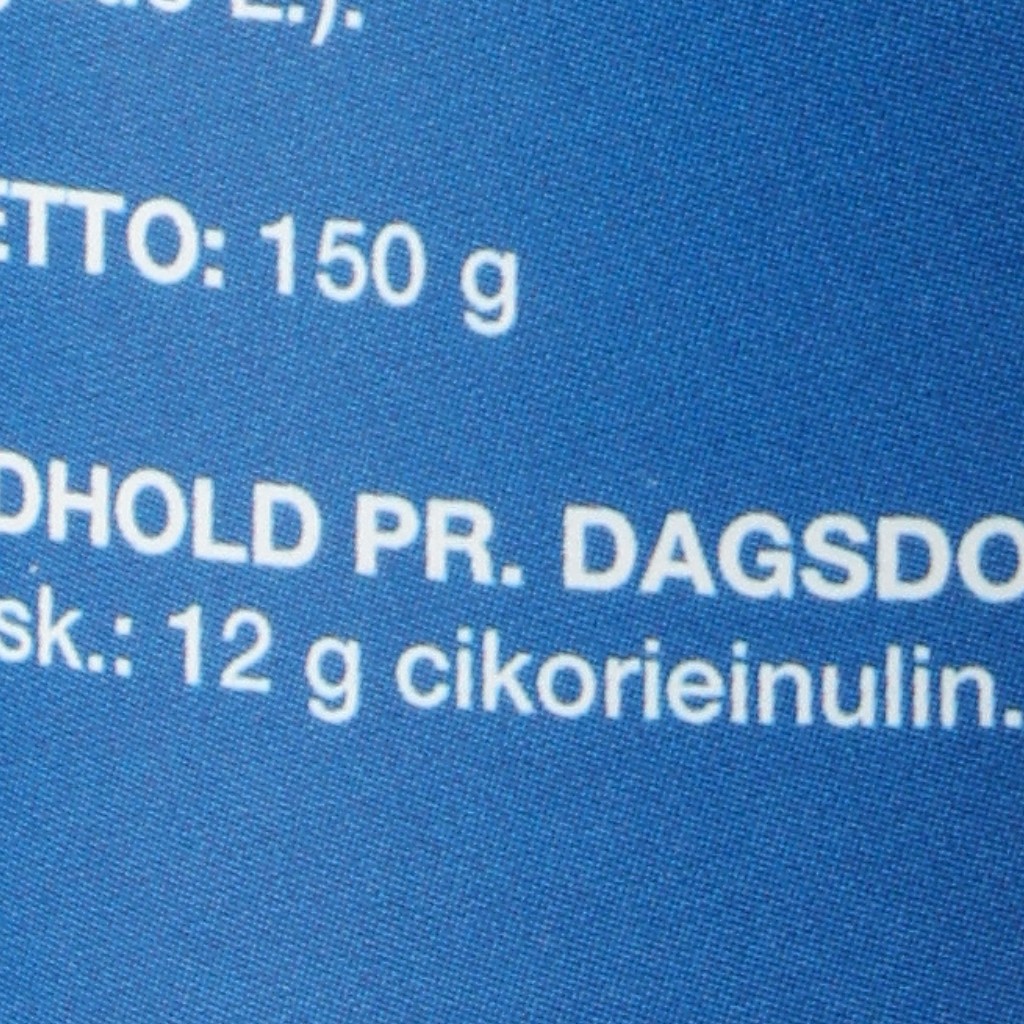 L.).
ETTO: 150 g
DHOLD PR. DAGSDO
sk.: 12 g cikorieinulin.